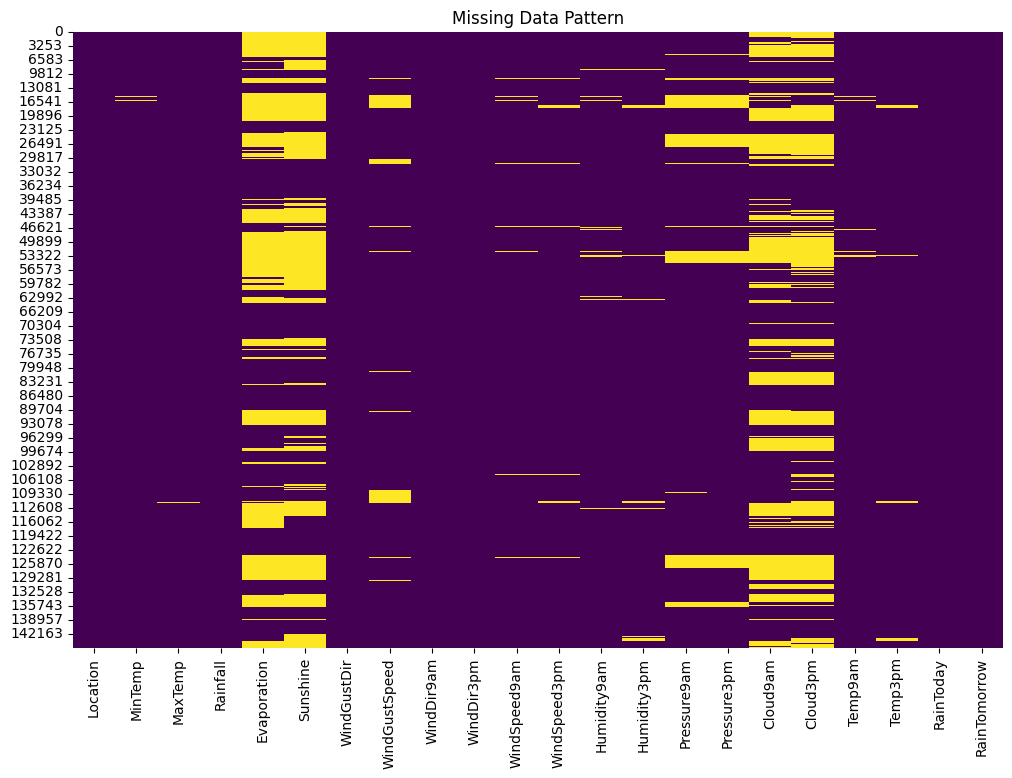 Missing Data Pattern
0
3253
6583
9812
13081
16541
19896
23125
26491
29817
33032
36234
39485
43387
46621
49899
53322
56573
59782
62992
66209
70304
73508
76735
79948
83231
86480
89704
93078
96299
99674
102892
106108
109330
112608
116062
119422
122622
125870
129281
132528
135743
138957
142163
Location
MinTemp
MaxTemp
Rainfall
Evaporation
Sunshine
WindGustDir
WindGustSpeed
WindDir9am
WindDir3pm
WindSpeed9am
WindSpeed3pm
Humidity9am
Humidity3pm
Pressure9am
Pressure3pm
Cloud9am
Cloud3pm
Temp9am
Temp3pm
RainToday
RainTomorrow